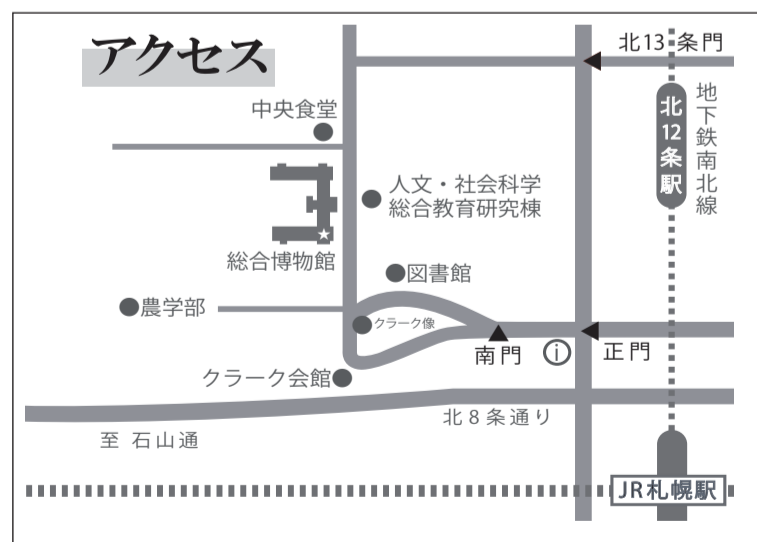 アクセス
北13条門
中央食堂
地下鉄南北線
北12条駅
人文・社会科学
総合教育研究棟
総合博物館
図書館
農学部
クラーク像
南門
i
正門
クラーク会館
北8条通り
至 石山通
JR札幌駅